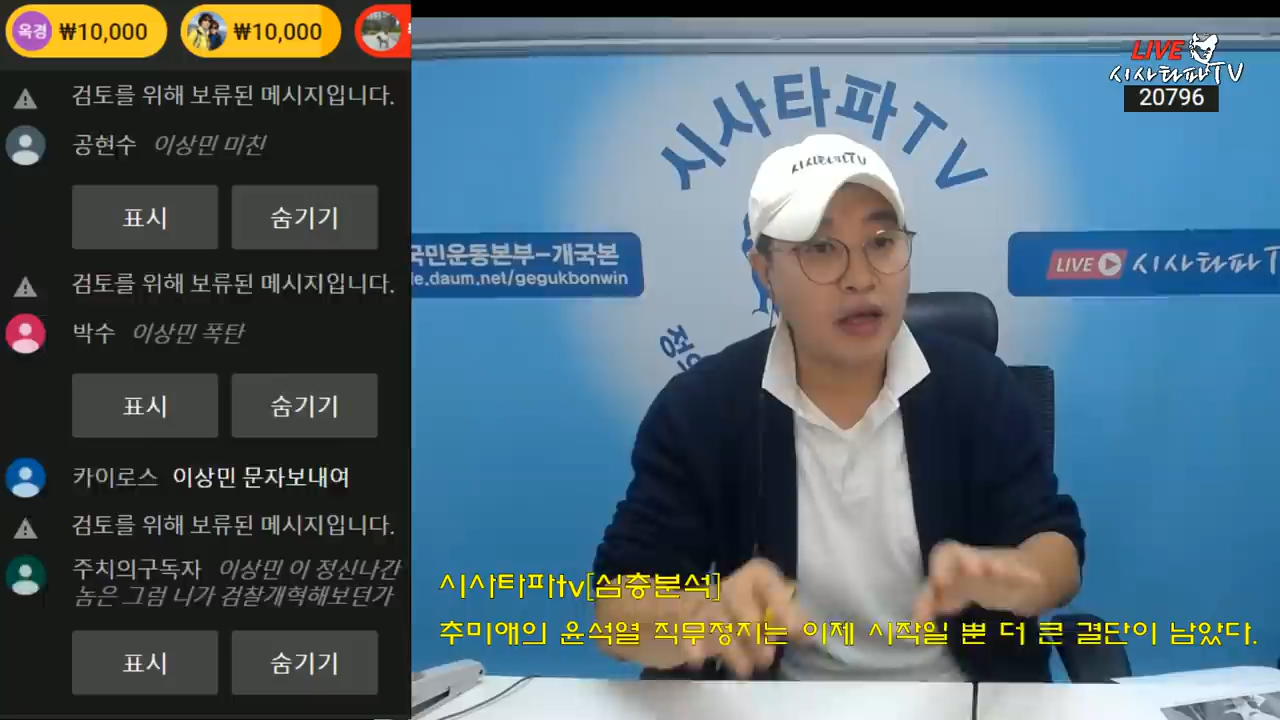 옥경 ₩10,000
₩10,000
검토를 위해 보류된 메시지입니다.
공현수 이상민 미친
표시 숨기기
검토를 위해 보류된 메시지입니다.
박수 이상민 폭탄
표시 숨기기
카이로스 이상민 문자보내여
검토를 위해 보류된 메시지입니다.
주치의구독자 이상민 이 정신나간
놈은 그럼 니가 검찰개혁해보던가
표시 숨기기
LIVE
시사타파TV
20796
시사타파TV
시사타파TV
국민운동본부-개국본
e.daum.net/gegukbonwin
LIVE 시사타파T
정의
시사타파tv[심층분석]
추미애의 윤석열 직무정지는 이제 시작일 뿐 더 큰 결단이 남았다.